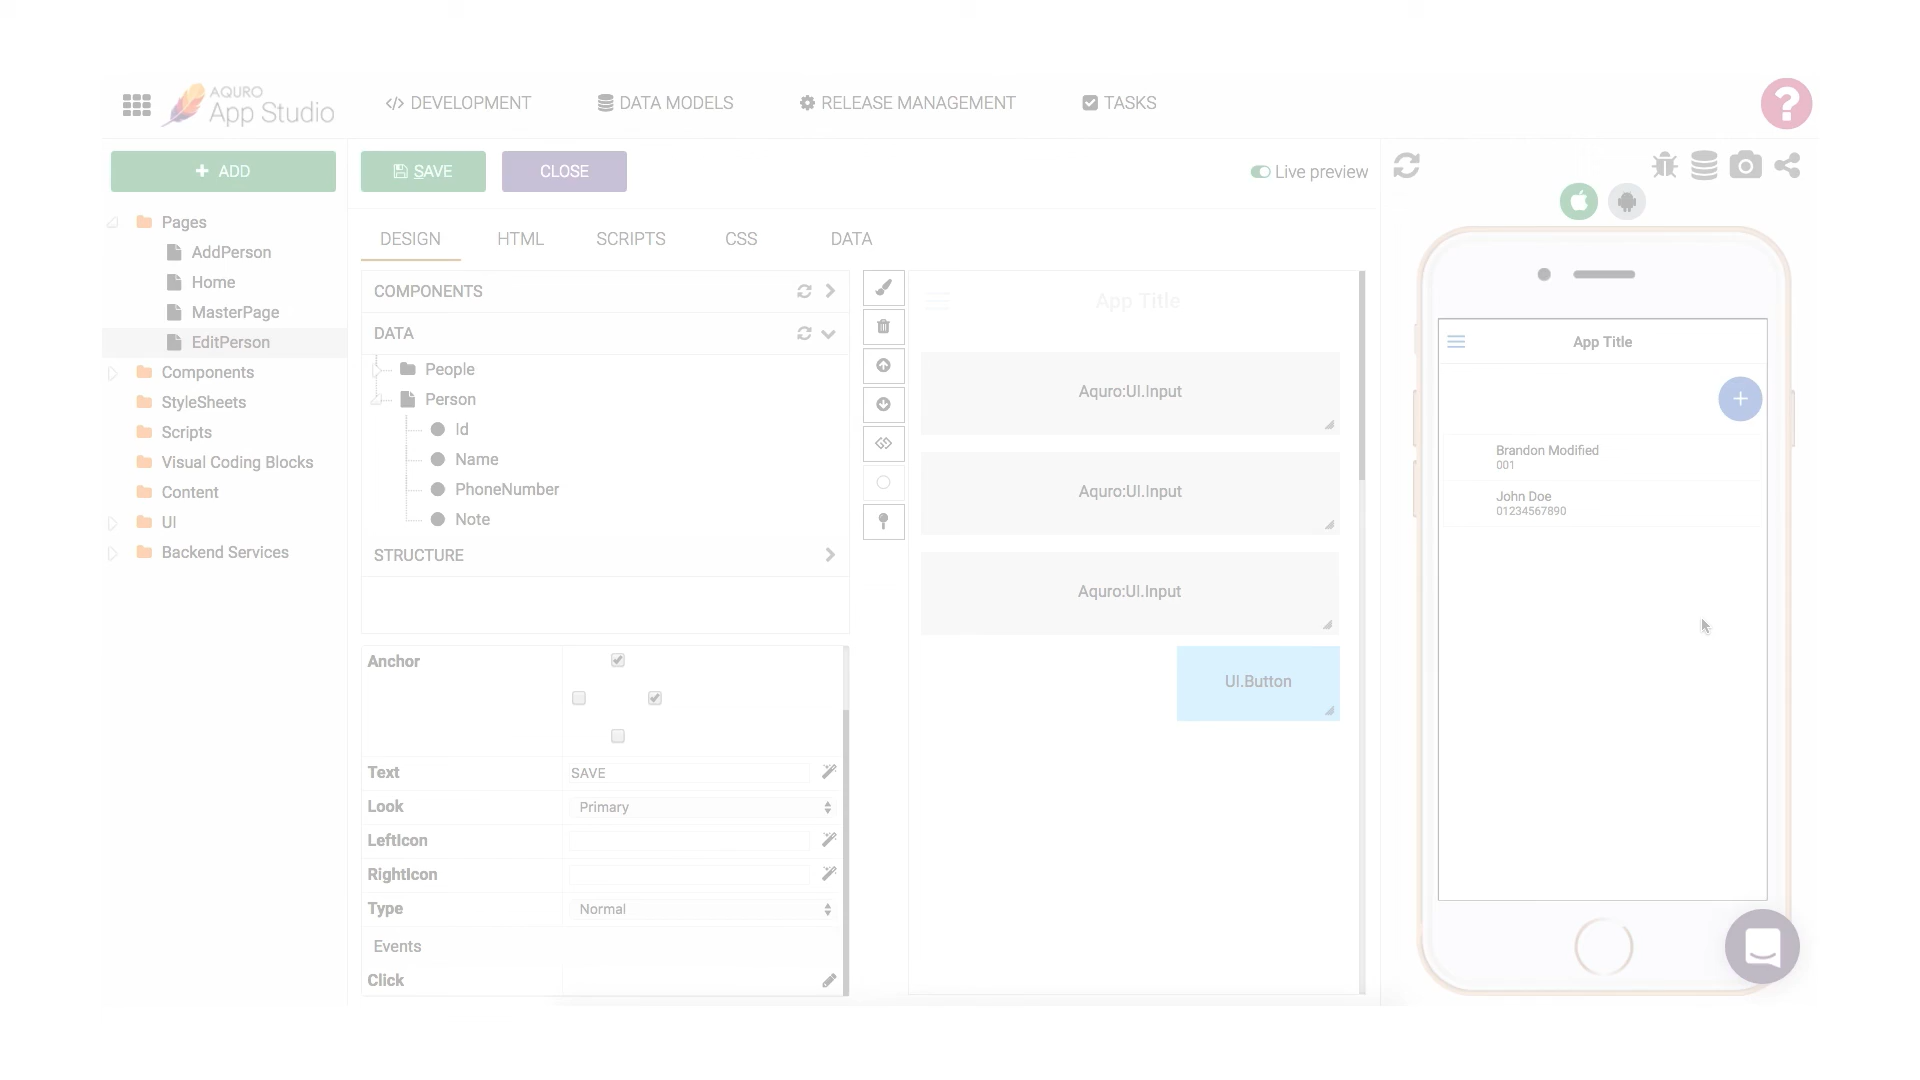 AQURO
App Studio
DEVELOPMENT
DATA MODELS
RELEASE MANAGEMENT
TASKS
?
+ ADD
SAVE
CLOSE
Live preview
Pages
AddPerson
Home
MasterPage
EditPerson
Components
StyleSheets
Scripts
Visual Coding Blocks
Content
UI
Backend Services
DESIGN
HTML
SCRIPTS
CSS
DATA
COMPONENTS
DATA
People
Person
Id
Name
PhoneNumber
Note
STRUCTURE
Anchor
Text
SAVE
Look
Primary
LeftIcon
RightIcon
Type
Normal
Events
Click
App Title
Aquro:UI.Input
Aquro:UI.Input
Aquro:UI.Input
UI.Button
App Title
+
Brandon Modified
001
John Doe
01234567890